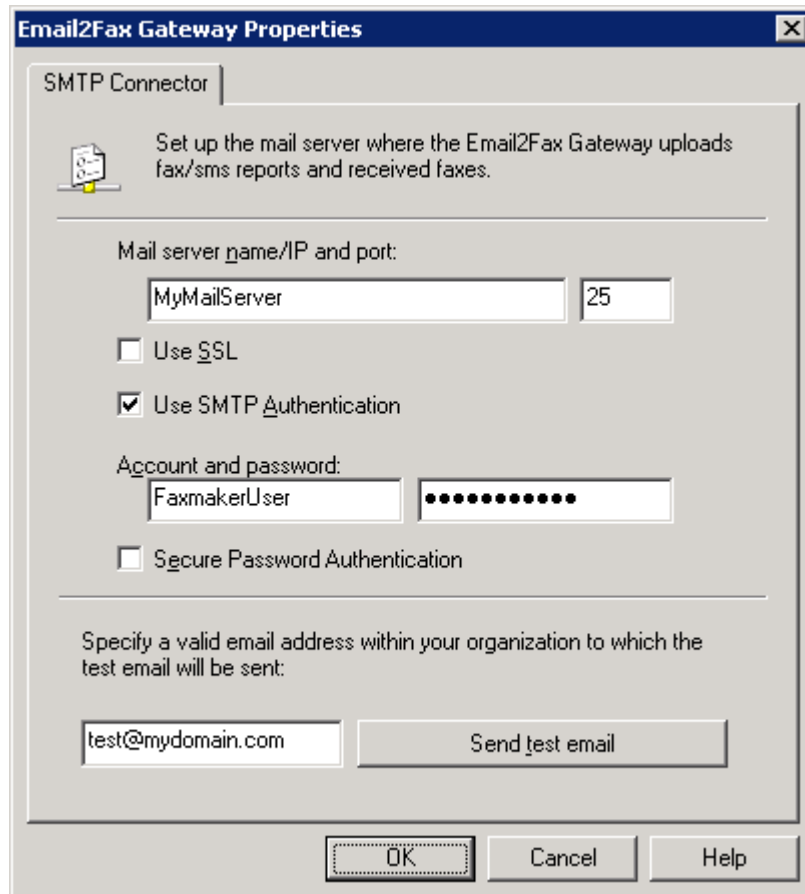 Email2Fax Gateway Properties
SMTP Connector
Set up the mail server where the Email2Fax Gateway uploads
fax/sms reports and received faxes.
Mail server name/IP and port:
MyMailServer 25
Use SSL
Use SMTP Authentication
Account and password:
FaxmakerUser ●●●●●●●●●●●
Secure Password Authentication
Specify a valid email address within your organization to which the
test email will be sent:
test@mydomain.com Send test email
OK Cancel Help